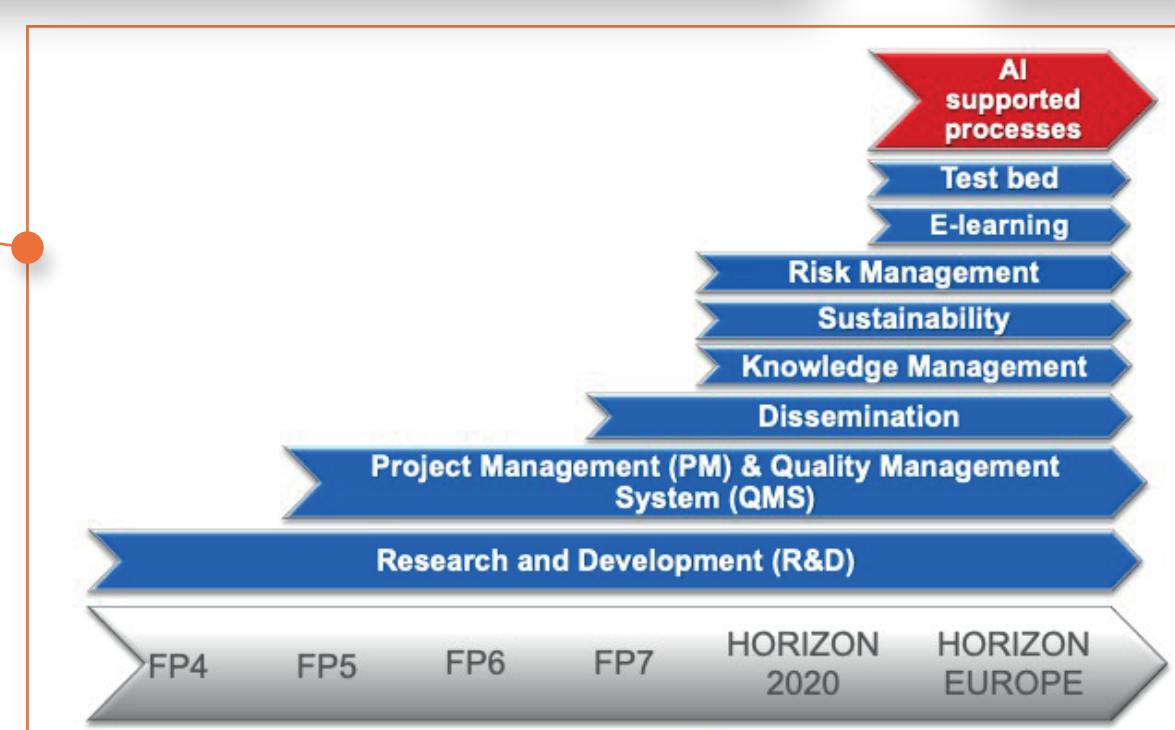 AI
supported
processes
Test bed
E-learning
Risk Management
Sustainability
Knowledge Management
Dissemination
Project Management (PM) & Quality Management
System (QMS)
Research and Development (R&D)
FP4
FP5
FP6
FP7
HORIZON
2020
HORIZON
EUROPE